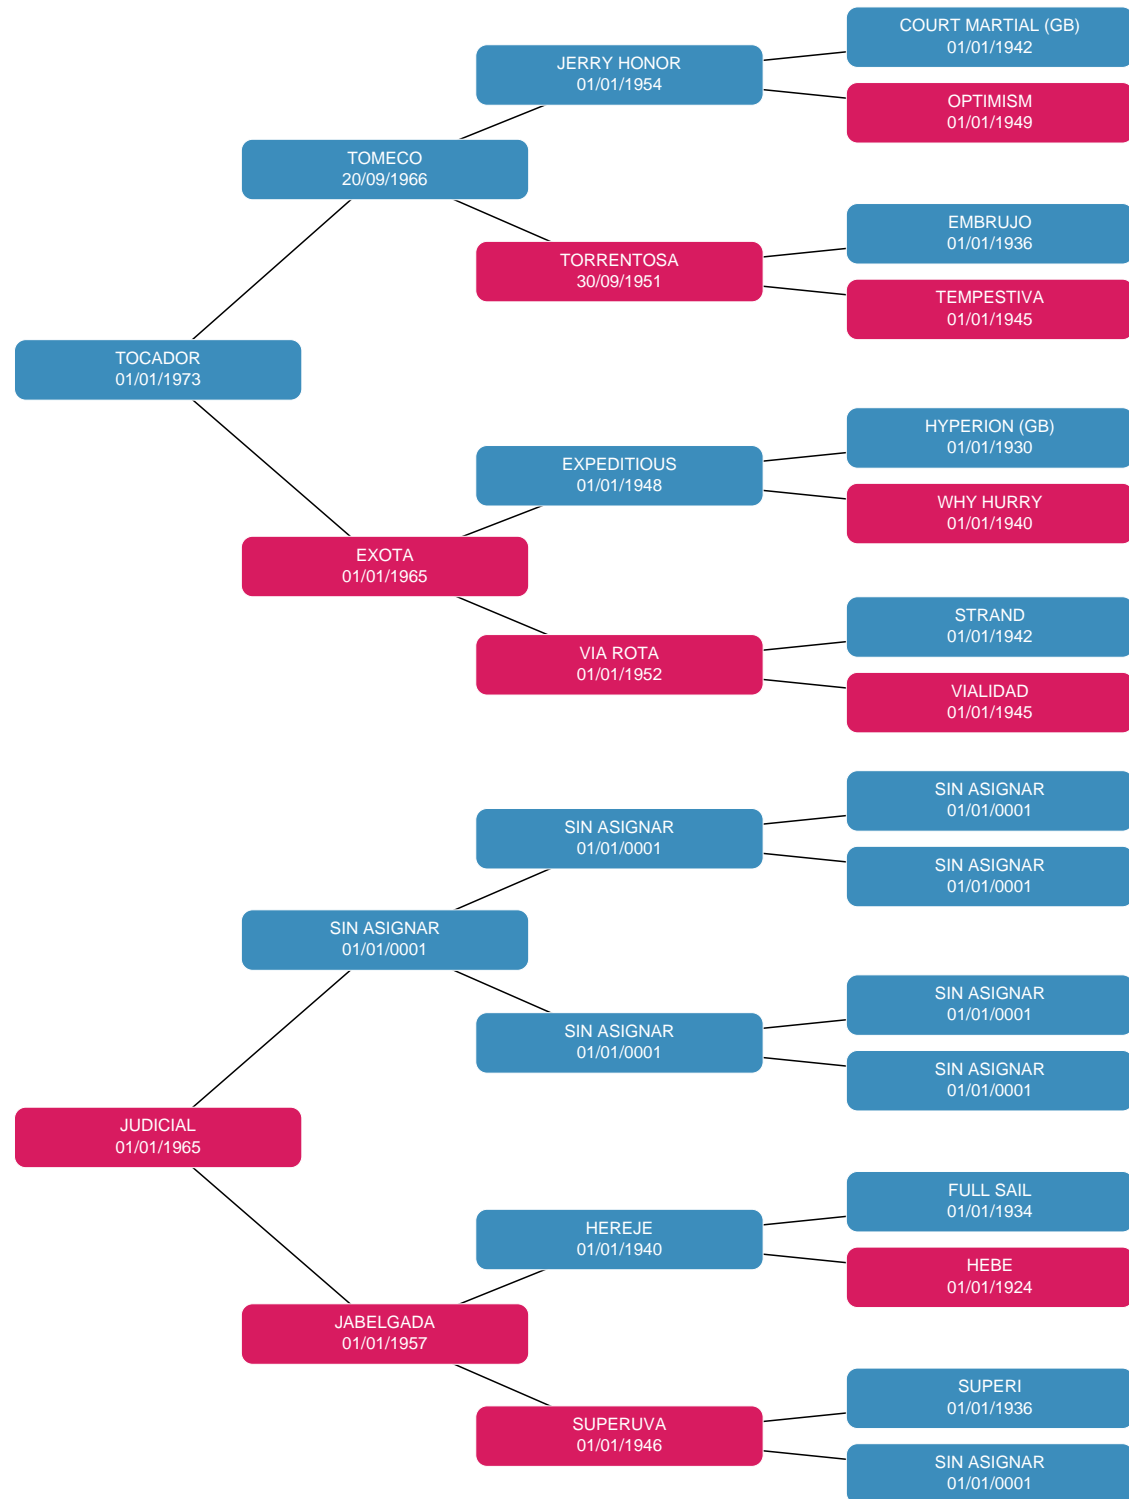 COURT MARTIAL (GB)
01/01/1942
JERRY HONOR
01/01/1954
OPTIMISM
01/01/1949
TOMECO
20/09/1966
EMBRUJO
01/01/1936
TORRENTOSA
30/09/1951
TEMPESTIVA
01/01/1945
TOCADOR
01/01/1973
HYPERION (GB)
01/01/1930
EXPEDITIOUS
01/01/1948
WHY HURRY
01/01/1940
EXOTA
01/01/1965
STRAND
01/01/1942
VIA ROTA
01/01/1952
VIALIDAD
01/01/1945
SIN ASIGNAR
01/01/0001
SIN ASIGNAR
01/01/0001
SIN ASIGNAR
01/01/0001
SIN ASIGNAR
01/01/0001
SIN ASIGNAR
01/01/0001
SIN ASIGNAR
01/01/0001
SIN ASIGNAR
01/01/0001
JUDICIAL
01/01/1965
FULL SAIL
01/01/1934
HEREJE
01/01/1940
HEBE
01/01/1924
JABELGADA
01/01/1957
SUPERI
01/01/1936
SUPERUVA
01/01/1946
SIN ASIGNAR
01/01/0001